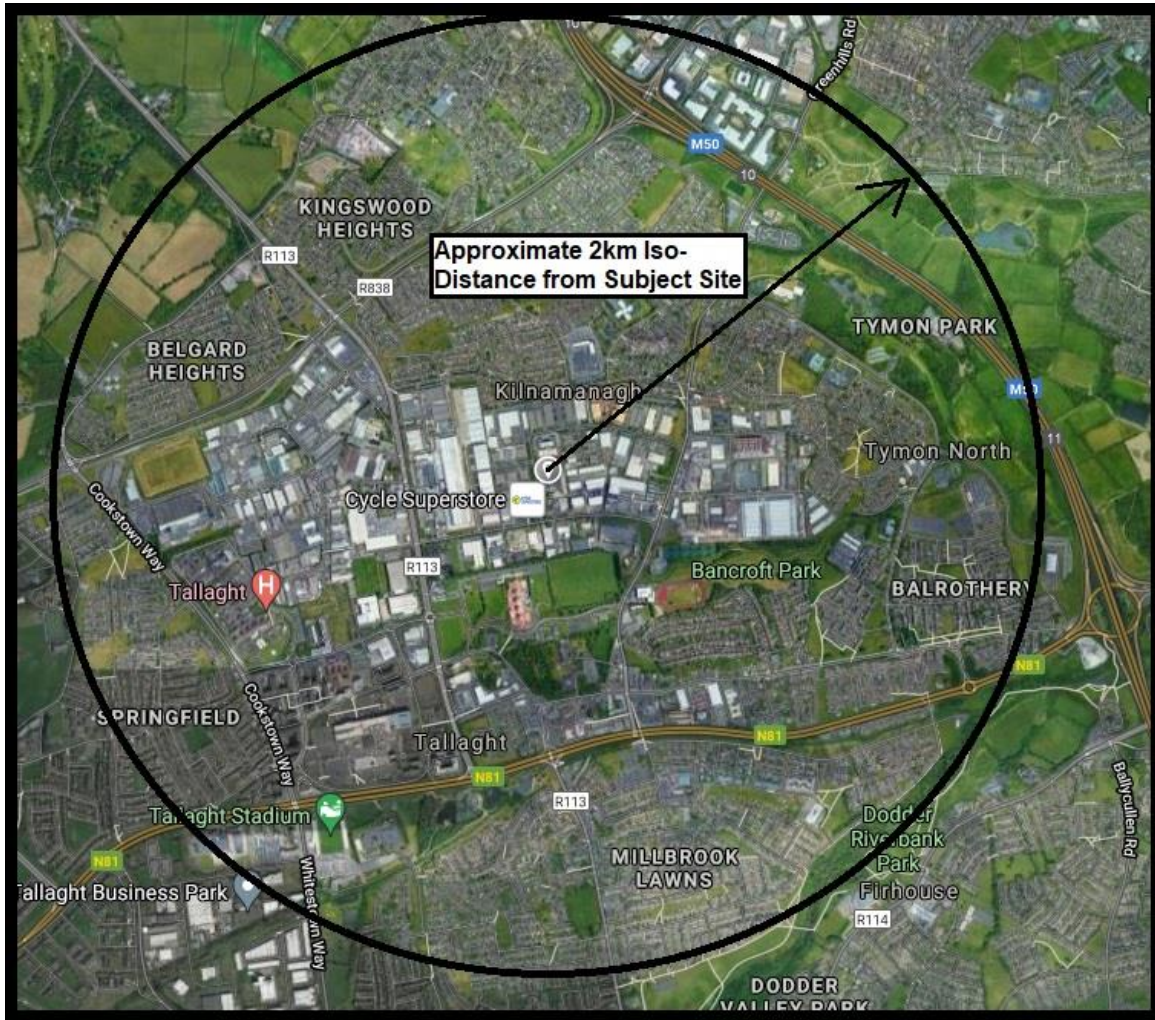 10
Greenhills Rd
M50
10
KINGSWOOD
HEIGHTS
R113
Approximate 2km Iso-
Distance from Subject Site
R838
TYMON PARK
BELGARD
HEIGHTS
Kilnamanagh
M50
11
Tymon North
Cycle Superstore
Cookstown Way
R113
Bancroft Park
Tallaght
H
BALROTHERY
N81
Cookstown Way
SPRINGFIELD
Tallaght
N81
N81
R113
Tallaght Stadium
Dodder
Riverbank
Park
Ballycullen Rd
MILLBROOK
LAWNS
N81
Tallaght Business Park
Whitestown Way
Firhouse
R114
DODDER
VALLEY PARK